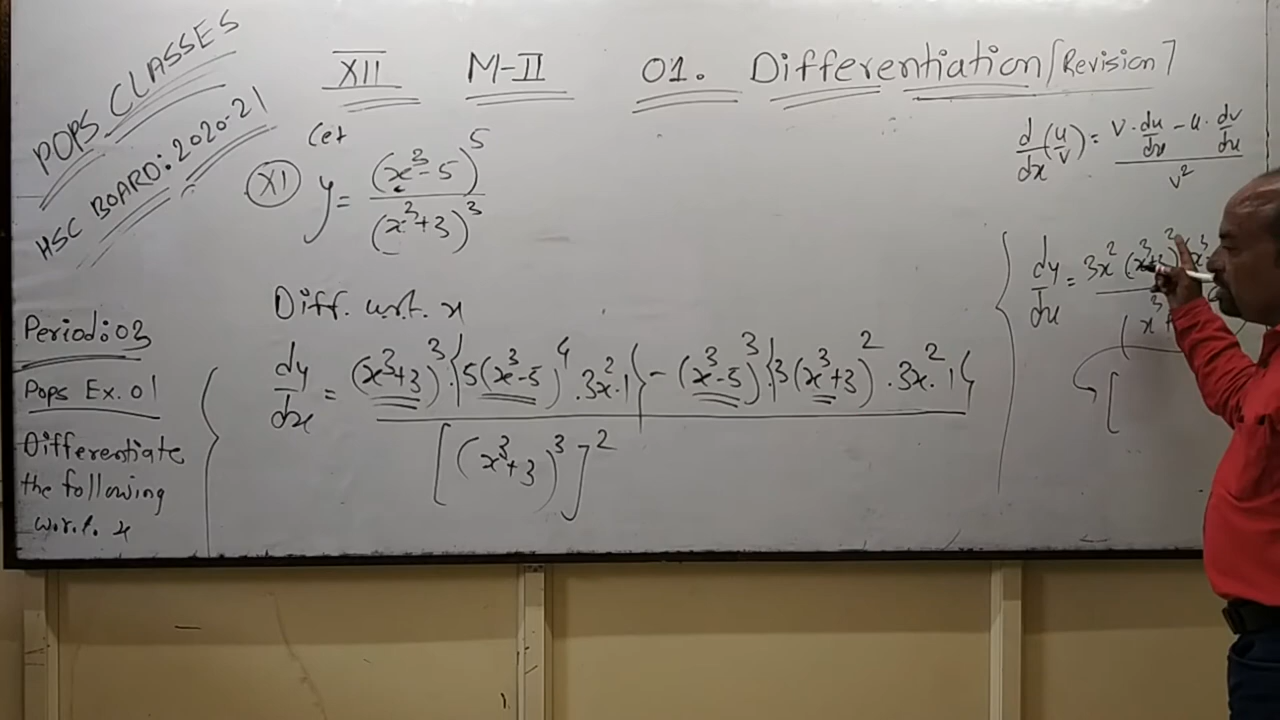 POPS CLASSES
HSC BOARD: 2020-21
XII M-II 01. Differentiation [Revision]
Let
(XI) y = (x³-5)⁵ / (x³+3)³
Diff. w.r.t. x
dy/dx = (x³+3)³.{5(x³-5)⁴.3x².1} - (x³-5)³{.3(x³+3)².3x².1} / [(x³+3)³]²
Period: 03
Pops Ex. 01
Differentiate
the following
w.r.t. x
d/dx (u/v) = v.du/dx - u.dv/dx / v²
dy/dx = 3x² (x³+3)²